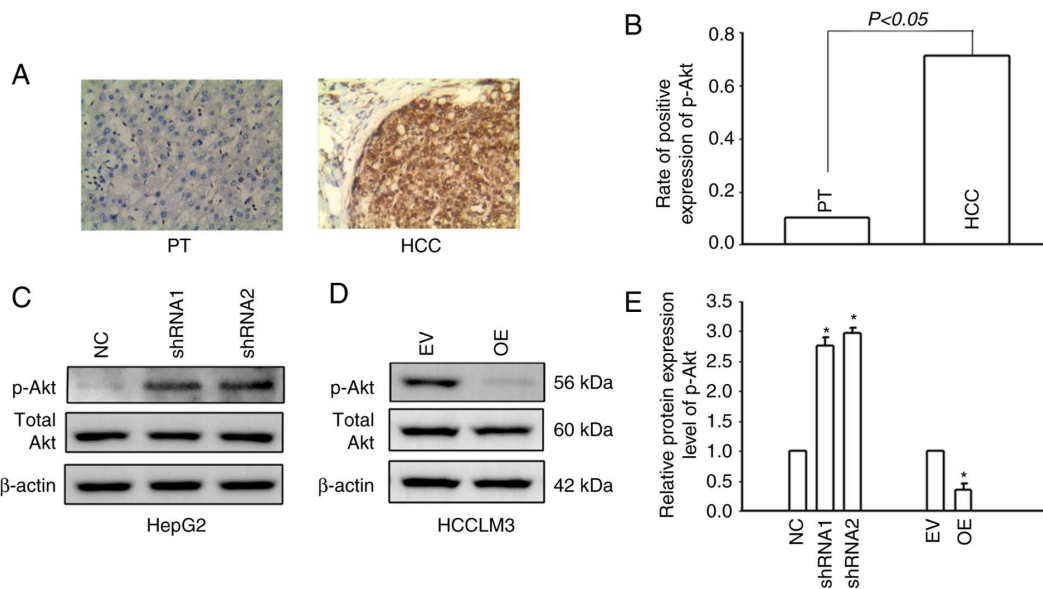 A
PT
HCC
B
P<0.05
Rate of positive
expression of p-Akt
0.8
0.6
0.4
0.2
0.0
PT
HCC
C
NC
shRNA1
shRNA2
p-Akt
Total
Akt
β-actin
HepG2
D
EV
OE
56 kDa
Total
Akt
60 kDa
p-Akt
β-actin
42 kDa
HCCLM3
E
Relative protein expression
level of p-Akt
3.5
3.0
2.5
2.0
1.5
1.0
0.5
0.0
*
*
*
NC
shRNA1
shRNA2
EV
OE